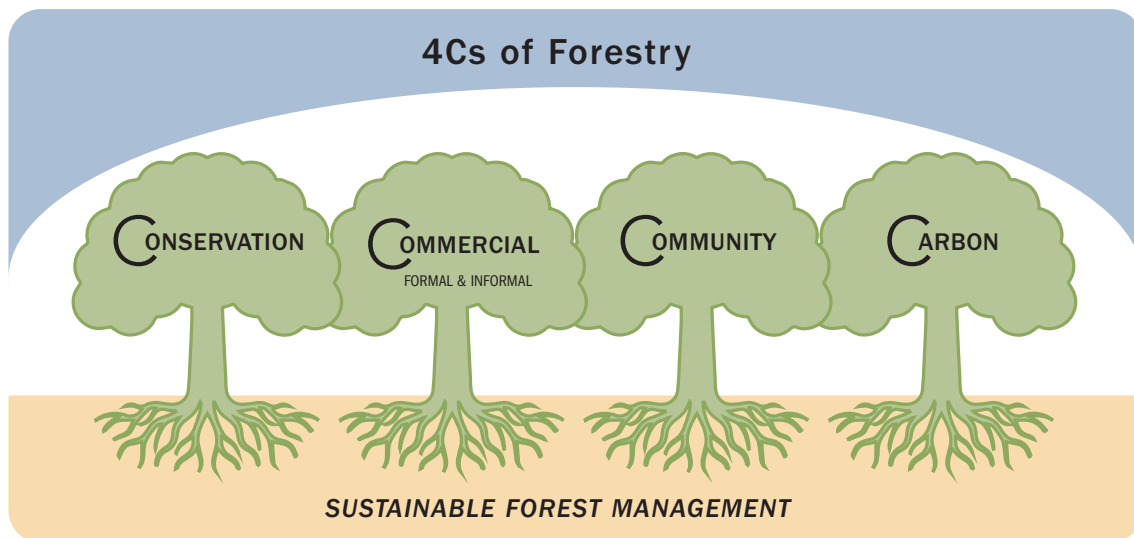 4Cs of Forestry
CONSERVATION
COMMERCIAL
FORMAL & INFORMAL
COMMUNITY
CARBON
SUSTAINABLE FOREST MANAGEMENT